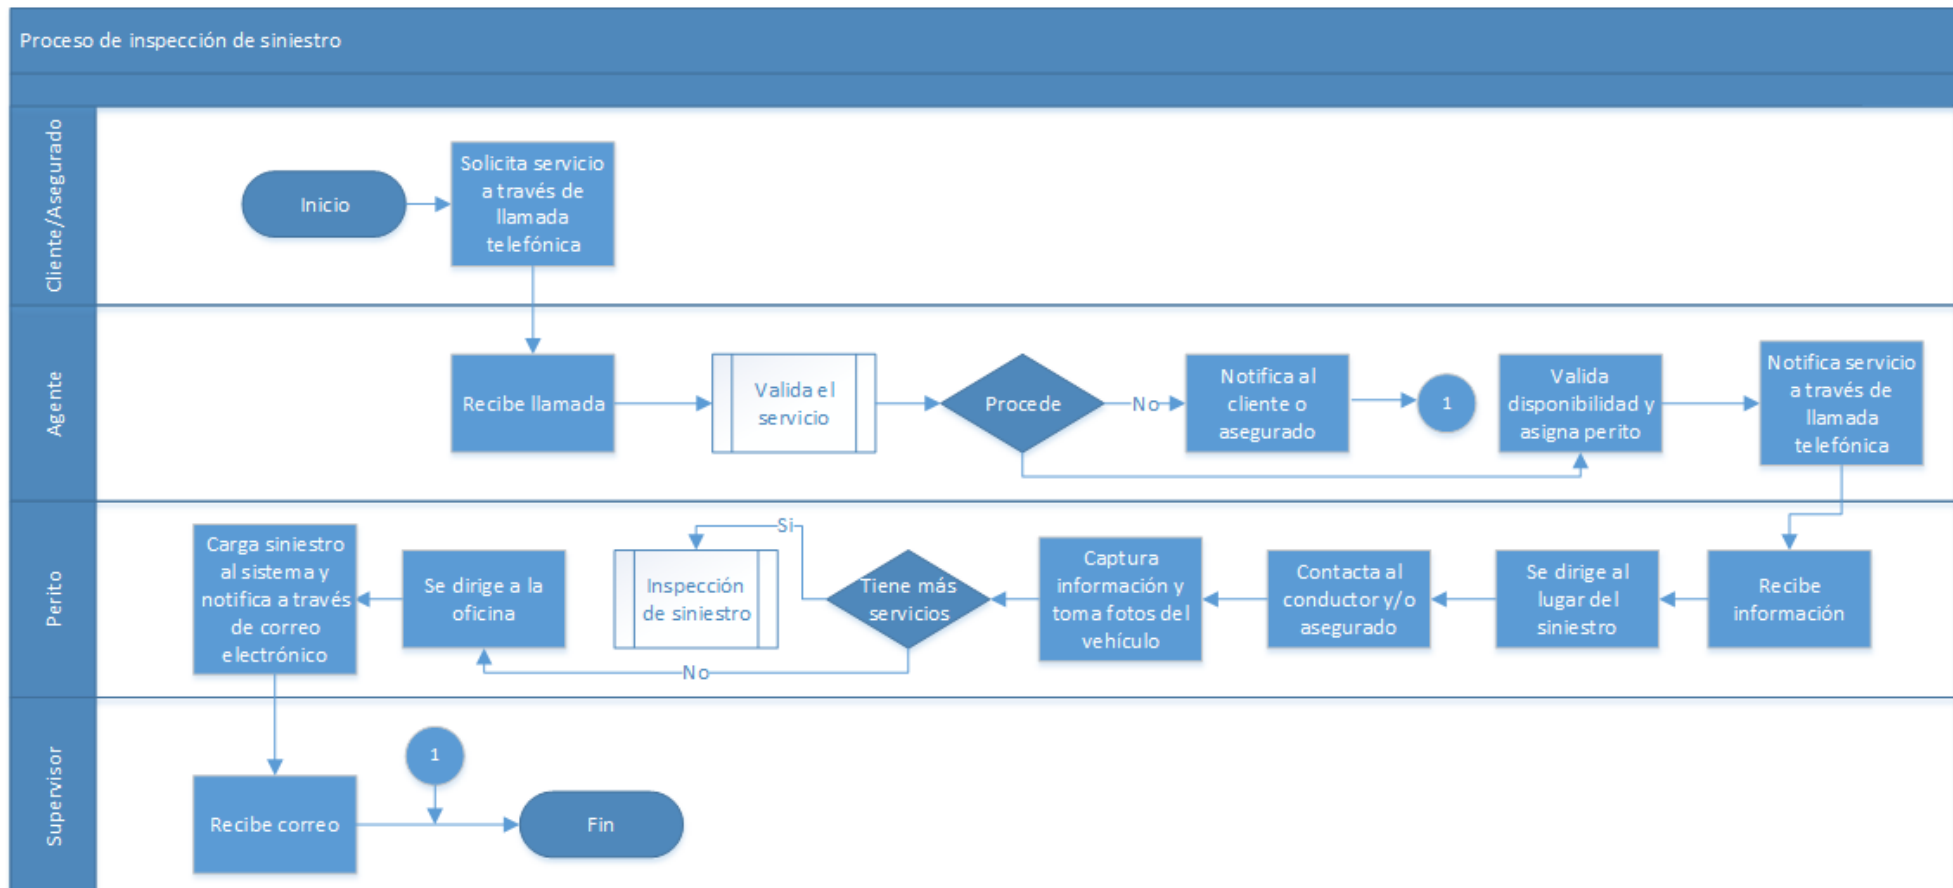 Proceso de inspección de siniestro
Cliente/Asegurado
Inicio
Solicita servicio
a través de
llamada
telefónica
Agente
Recibe llamada
Valida el
servicio
Procede
No
Notifica al
cliente o
asegurado
1
Valida
disponibilidad y
asigna perito
Notifica servicio
a través de
llamada
telefónica
Perito
Carga siniestro
al sistema y
notifica a través
de correo
electrónico
Se dirige a la
oficina
Inspección
de siniestro
Si
No
Tiene más
servicios
Captura
información y
toma fotos del
vehículo
Contacta al
conductor y/o
asegurado
Se dirige al
lugar del
siniestro
Recibe
información
Supervisor
Recibe correo
1
Fin